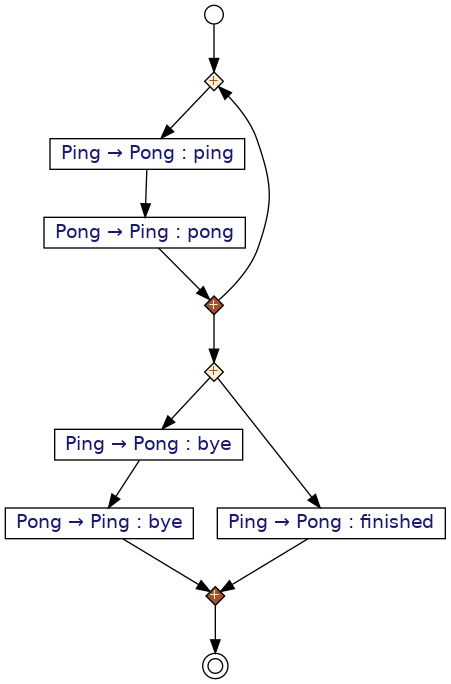 +
Ping → Pong : ping
Pong → Ping : pong
+
+
Ping → Pong : bye
Pong → Ping : bye
Ping → Pong : finished
+